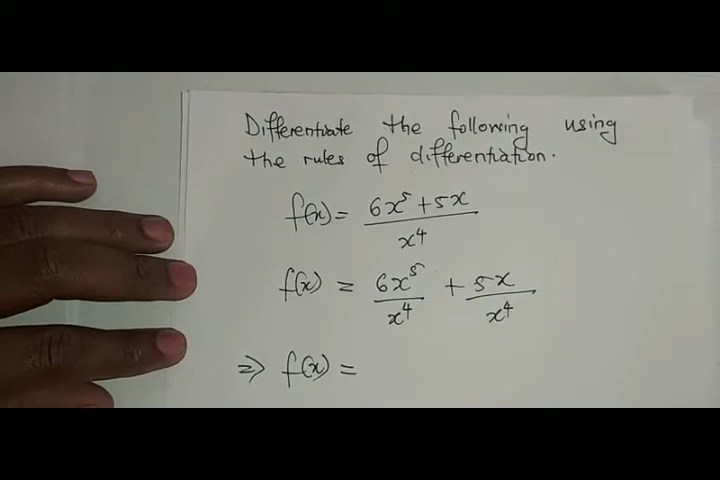 Differentiate the following using
the rules of differentiation.
f(x) = 6x⁵ + 5x / x⁴
f(x) = 6x⁵ / x⁴ + 5x / x⁴
⇒ f(x) =